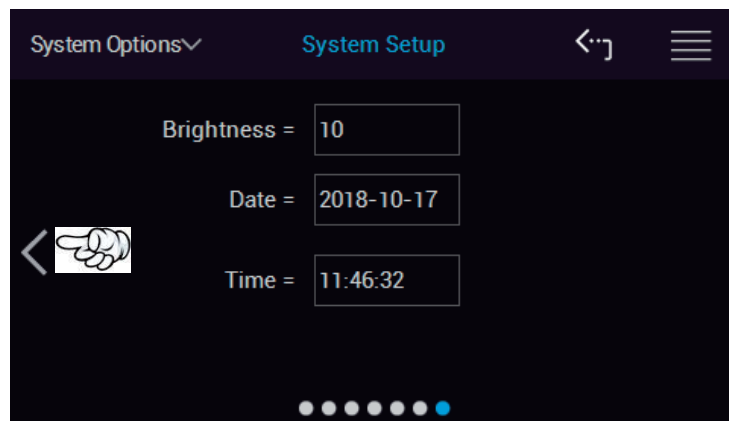 System Options System Setup
Brightness = 10
Date = 2018-10-17
Time = 11:46:32